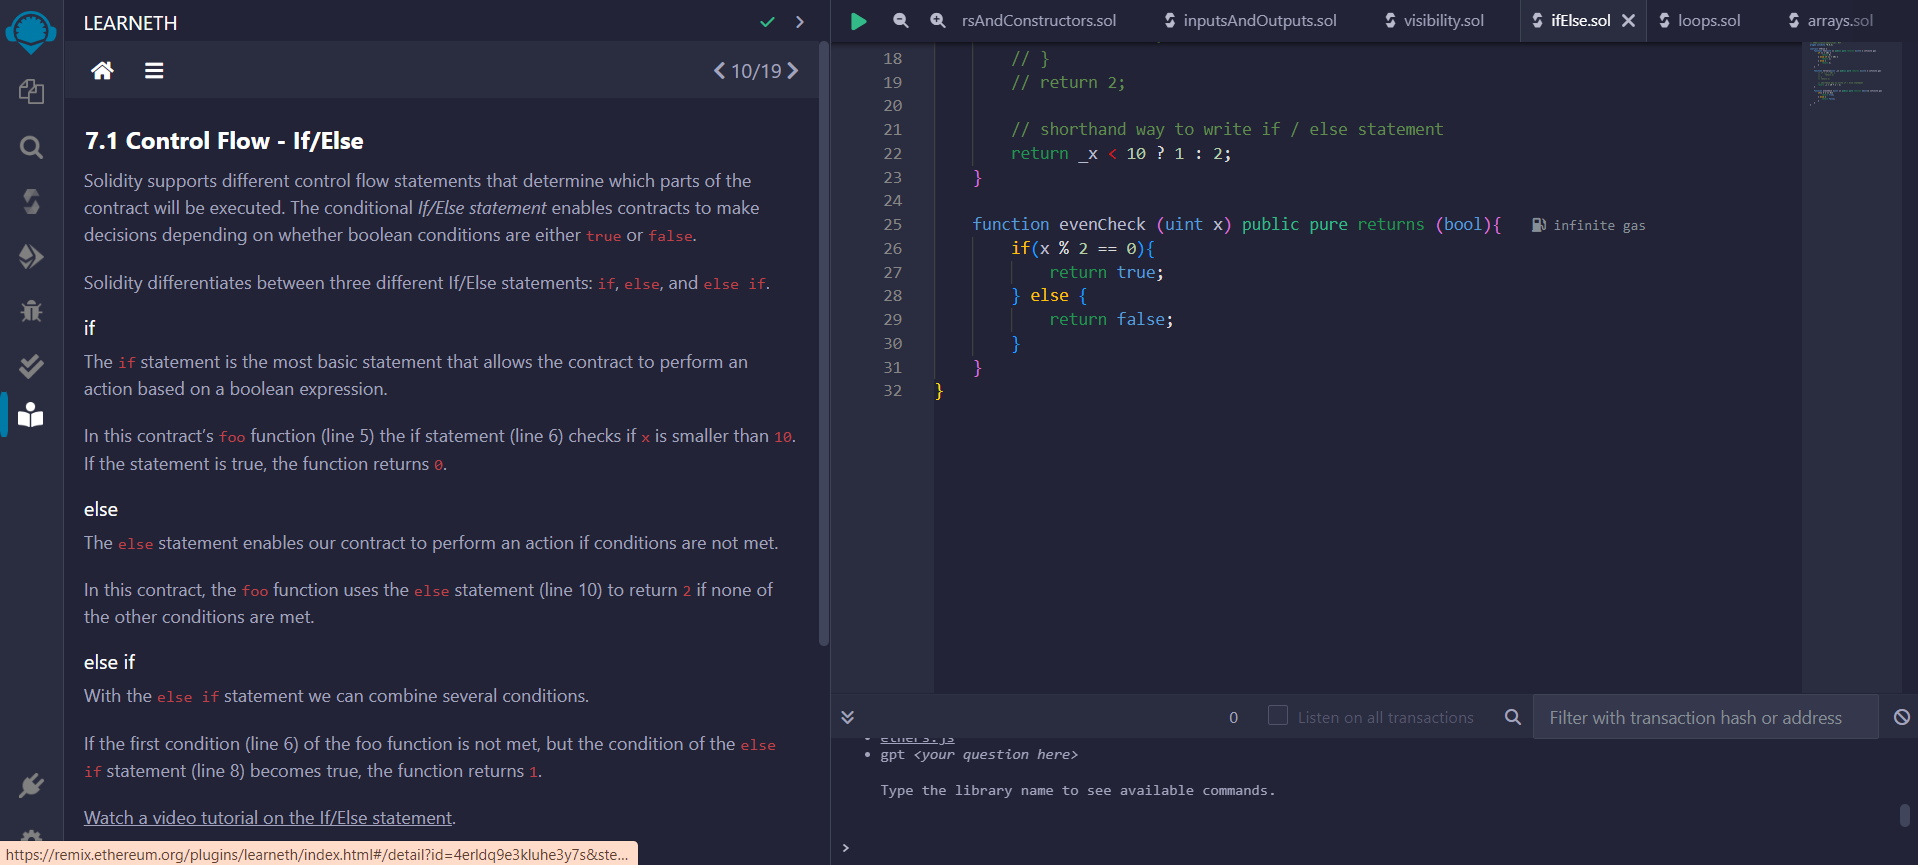 LEARNETH
10/19
7.1 Control Flow - If/Else
Solidity supports different control flow statements that determine which parts of the
contract will be executed. The conditional If/Else statement enables contracts to make
decisions depending on whether boolean conditions are either true or false.
Solidity differentiates between three different If/Else statements: if, else, and else if.
if
The if statement is the most basic statement that allows the contract to perform an
action based on a boolean expression.
In this contract's foo function (line 5) the if statement (line 6) checks if x is smaller than 10.
If the statement is true, the function returns 0.
else
The else statement enables our contract to perform an action if conditions are not met.
In this contract, the foo function uses the else statement (line 10) to return 2 if none of
the other conditions are met.
else if
With the else if statement we can combine several conditions.
If the first condition (line 6) of the foo function is not met, but the condition of the else
if statement (line 8) becomes true, the function returns 1.
Watch a video tutorial on the If/Else statement.
https://remix.ethereum.org/plugins/learneth/index.html#/detail?id=4erldq9e3kluhe3y7s&ste...
rsAndConstructors.sol inputsAndOutputs.sol visibility.sol ifElse.sol loops.sol arrays.sol
18 // }
19 // return 2;
20
21 // shorthand way to write if / else statement
22 return _x < 10 ? 1 : 2;
23 }
24
25 function evenCheck (uint x) public pure returns (bool){ infinite gas
26 if(x % 2 == 0){
27 return true;
28 } else {
29 return false;
30 }
31 }
32 }
0 Listen on all transactions Filter with transaction hash or address
• ethers.js
• gpt <your question here>
Type the library name to see available commands.
>